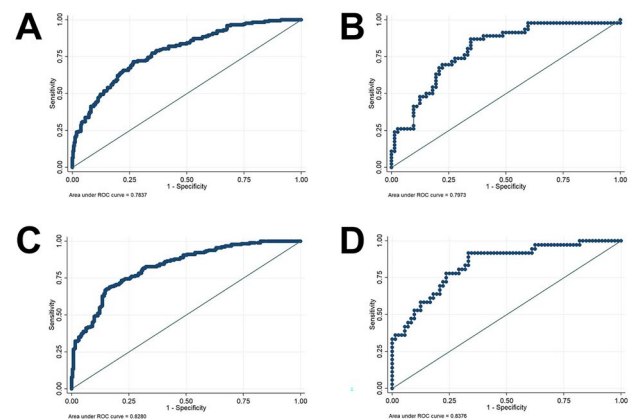 A
B
1.00
0.75
0.50
0.25
0.00
Sensitivity
0.00 0.25 0.50 0.75 1.00
1 - Specificity
Area under ROC curve = 0.7837
1.00
0.75
0.50
0.25
0.00
Sensitivity
0.00 0.25 0.50 0.75 1.00
1 - Specificity
Area under ROC curve = 0.7973
C
D
1.00
0.75
0.50
0.25
0.00
Sensitivity
0.00 0.25 0.50 0.75 1.00
1 - Specificity
Area under ROC curve = 0.8280
1.00
0.75
0.50
0.25
0.00
Sensitivity
0.00 0.25 0.50 0.75 1.00
1 - Specificity
Area under ROC curve = 0.8376